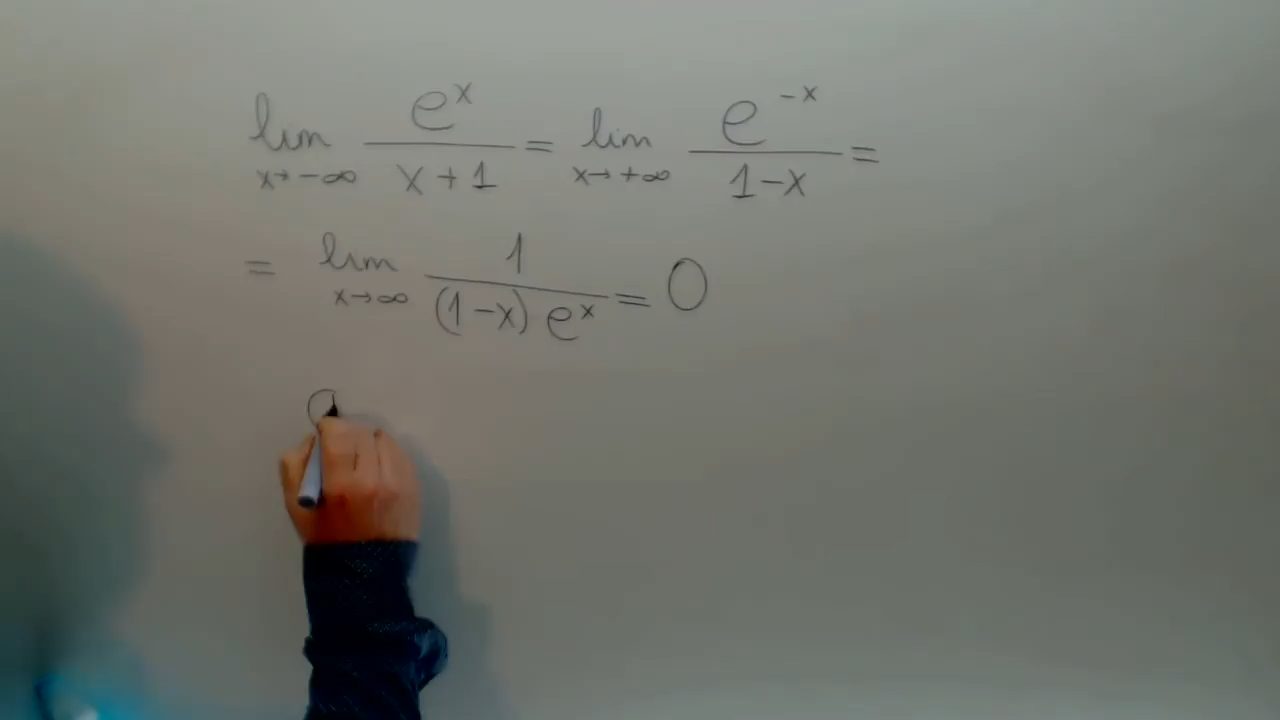 lim x→-∞ e^x / (x+1) = lim x→+∞ e^-x / (1-x) =
= lim x→∞ 1 / ((1-x) e^x) = 0